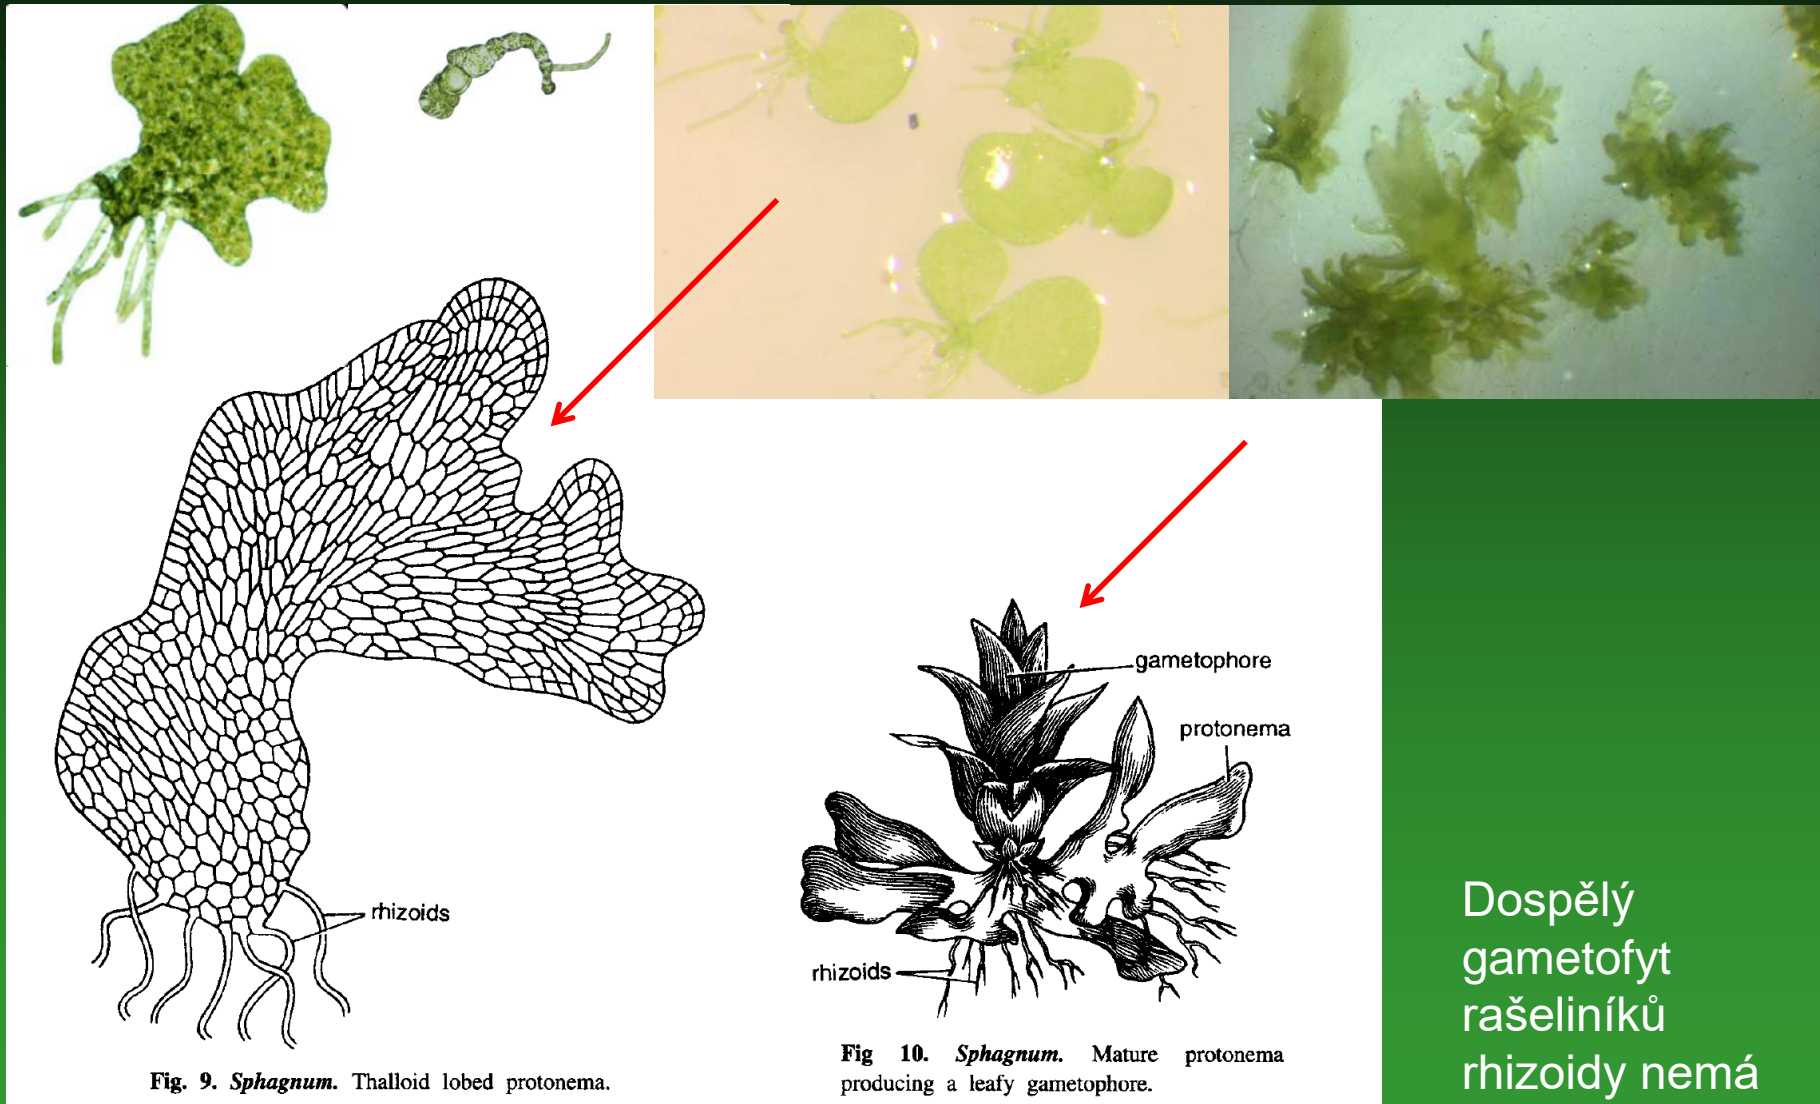 rhizoids
Fig. 9. Sphagnum. Thalloid lobed protonema.
gametophore
protonema
rhizoids
Fig 10. Sphagnum. Mature protonema
producing a leafy gametophore.
Dospělý
gametofyt
rašeliníků
rhizoidy nemá